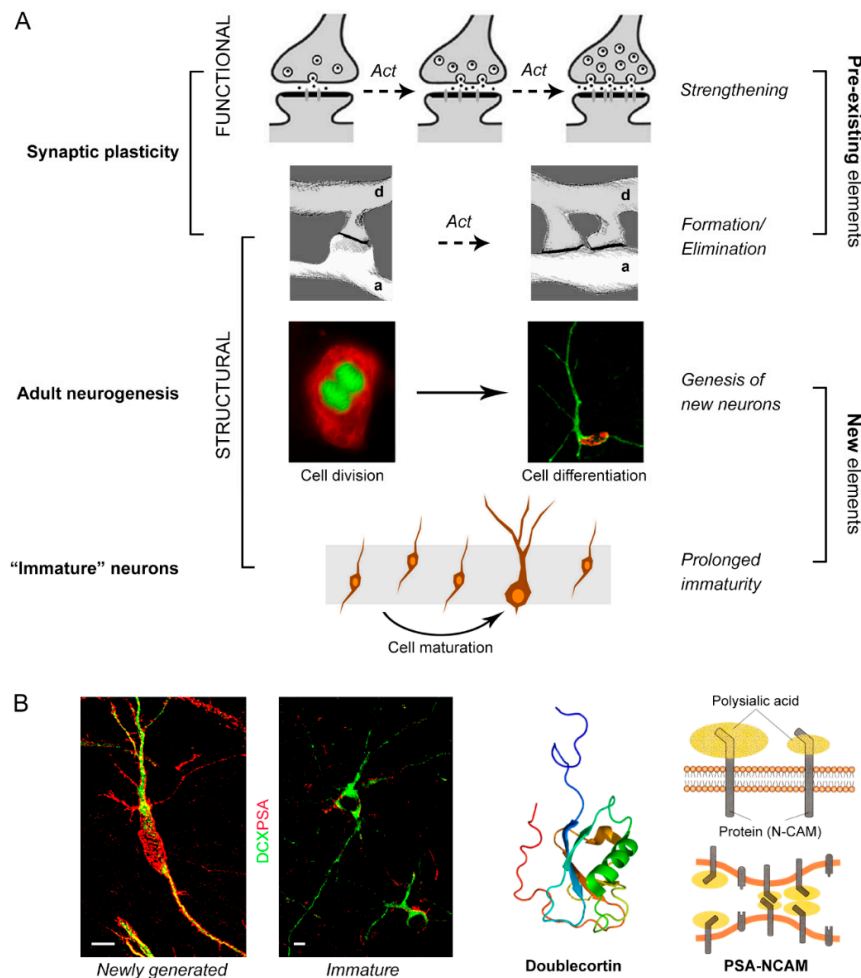 A
FUNCTIONAL
Act
Act
Strengthening
Synaptic plasticity
Pre-existing elements
d
d
Act
Formation/
Elimination
a
a
STRUCTURAL
Adult neurogenesis
Genesis of
new neurons
New elements
Cell division
Cell differentiation
“Immature” neurons
Prolonged
immaturity
Cell maturation
B
Polysialic acid
DCXPSA
Protein (N-CAM)
Newly generated
Immature
Doublecortin
PSA-NCAM